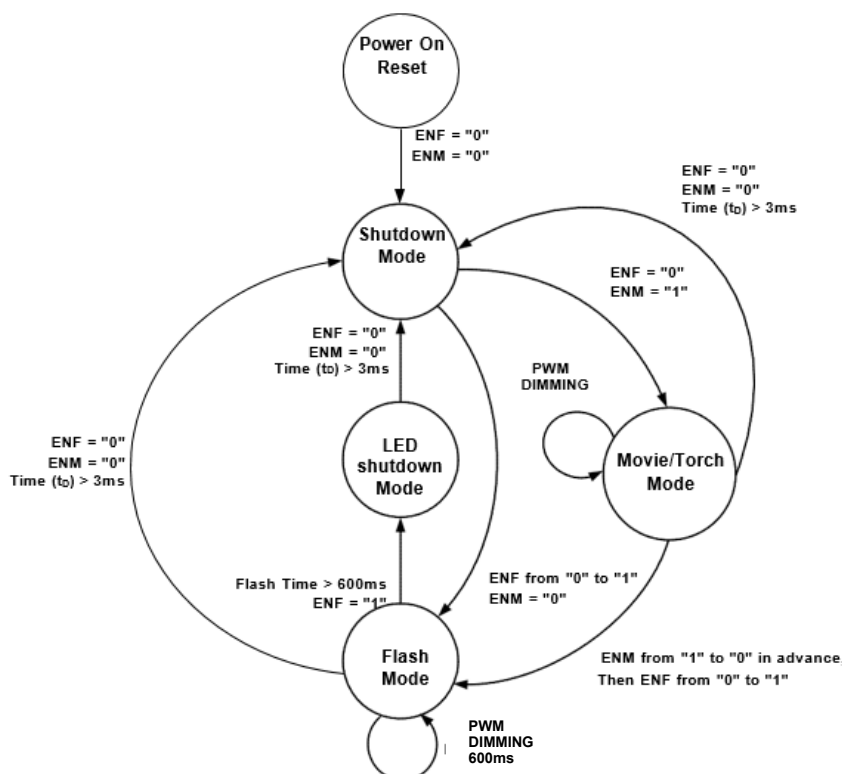 Power On
Reset
ENF = "0"
ENM = "0"
ENF = "0"
ENM = "0"
Time (tD) > 3ms
Shutdown
Mode
ENF = "0"
ENM = "1"
ENF = "0"
ENM = "0"
Time (tD) > 3ms
PWM
DIMMING
ENF = "0"
ENM = "0"
Time (tD) > 3ms
LED
shutdown
Mode
Movie/Torch
Mode
Flash Time > 600ms
ENF = "1"
ENF from "0" to "1"
ENM = "0"
Flash
Mode
ENM from "1" to "0" in advance,
Then ENF from "0" to "1"
PWM
DIMMING
600ms